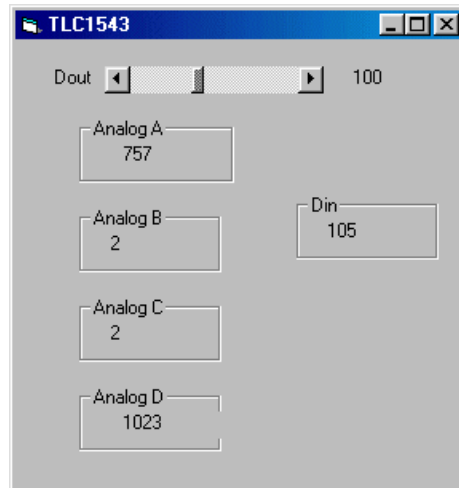 TLC1543
Dout 100
Analog A
757
Analog B
2
Din
105
Analog C
2
Analog D
1023